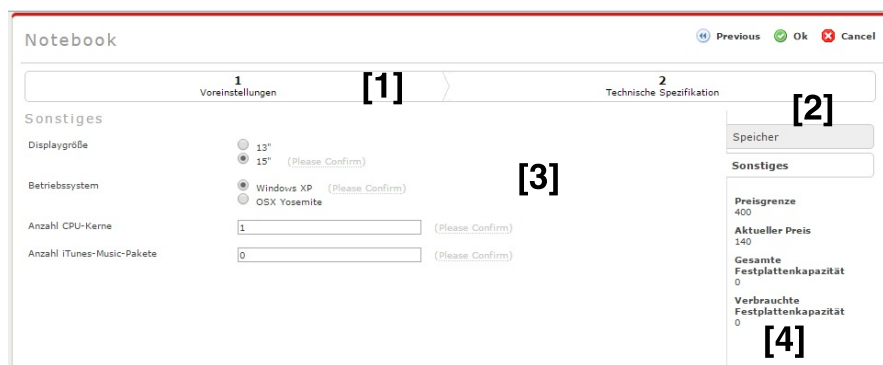 Notebook
Previous Ok Cancel
1
Voreinstellungen
[1]
2
Technische Spezifikation
[2]
Sonstiges
Displaygröße
13"
15" (Please Confirm)
Betriebssystem
Windows XP (Please Confirm)
OSX Yosemite
[3]
Anzahl CPU-Kerne
1
(Please Confirm)
Anzahl iTunes-Music-Pakete
0
(Please Confirm)
Speicher
Sonstiges
Preisgrenze
400
Aktueller Preis
140
Gesamte
Festplattenkapazität
0
Verbrauchte
Festplattenkapazität
0
[4]